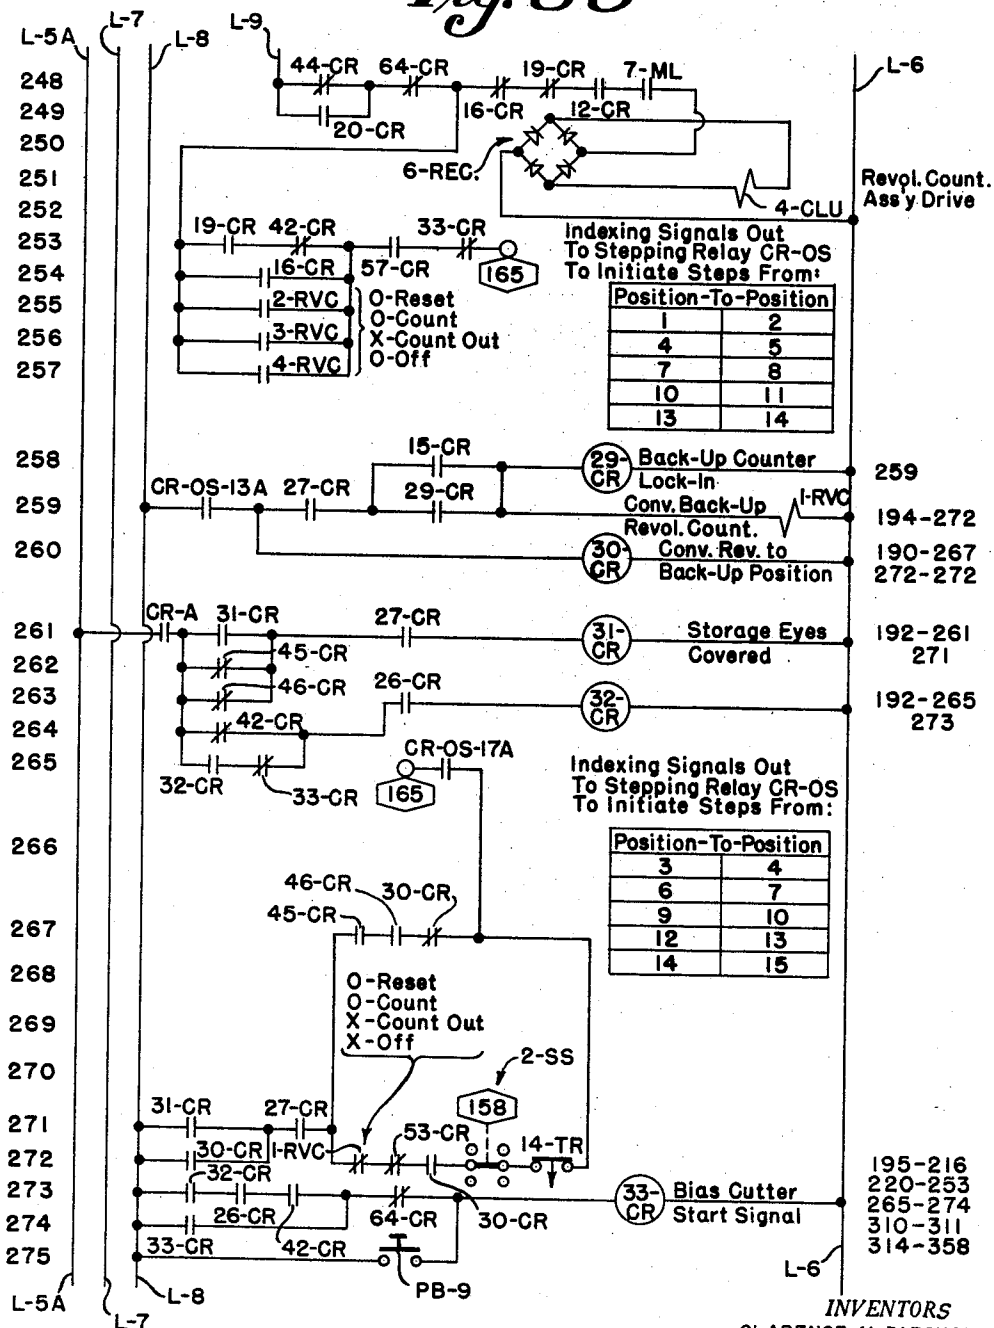 Fig. 33
L-5A
L-7
L-8
L-9
L-6
248
44-CR
64-CR
19-CR
7-ML
249
20-CR
16-CR
12-CR
250
6-REC.
251
4-CLU
Revol. Count.
Ass'y Drive
252
253
19-CR
42-CR
57-CR
33-CR
165
Indexing Signals Out
To Stepping Relay CR-OS
To Initiate Steps From:
254
16-CR
255
2-RVC
O-Reset
O-Count
X-Count Out
O-Off
256
3-RVC
257
4-RVC
Position-To-Position
1 2
4 5
7 8
10 11
13 14
258
15-CR
29-CR
Back-Up Counter
Lock-In
259
259
CR-OS-13A
27-CR
29-CR
Conv. Back-Up
Revol. Count.
1-RVC
194-272
260
30-CR
Conv. Rev. to
Back-Up Position
190-267
272-272
261
CR-A
31-CR
27-CR
31-CR
Storage Eyes
Covered
192-261
271
262
45-CR
263
46-CR
26-CR
32-CR
192-265
273
264
42-CR
265
32-CR
33-CR
CR-OS-17A
165
Indexing Signals Out
To Stepping Relay CR-OS
To Initiate Steps From:
266
Position-To-Position
3 4
6 7
9 10
12 13
14 15
267
45-CR
46-CR
30-CR
268
O-Reset
O-Count
X-Count Out
X-Off
269
270
2-SS
158
271
31-CR
27-CR
272
30-CR
1-RVC
53-CR
30-CR
14-TR
273
32-CR
26-CR
42-CR
64-CR
33-CR
Bias Cutter
Start Signal
195-216
220-253
265-274
310-311
314-358
274
33-CR
275
PB-9
L-5A
L-7
L-8
L-6
INVENTORS